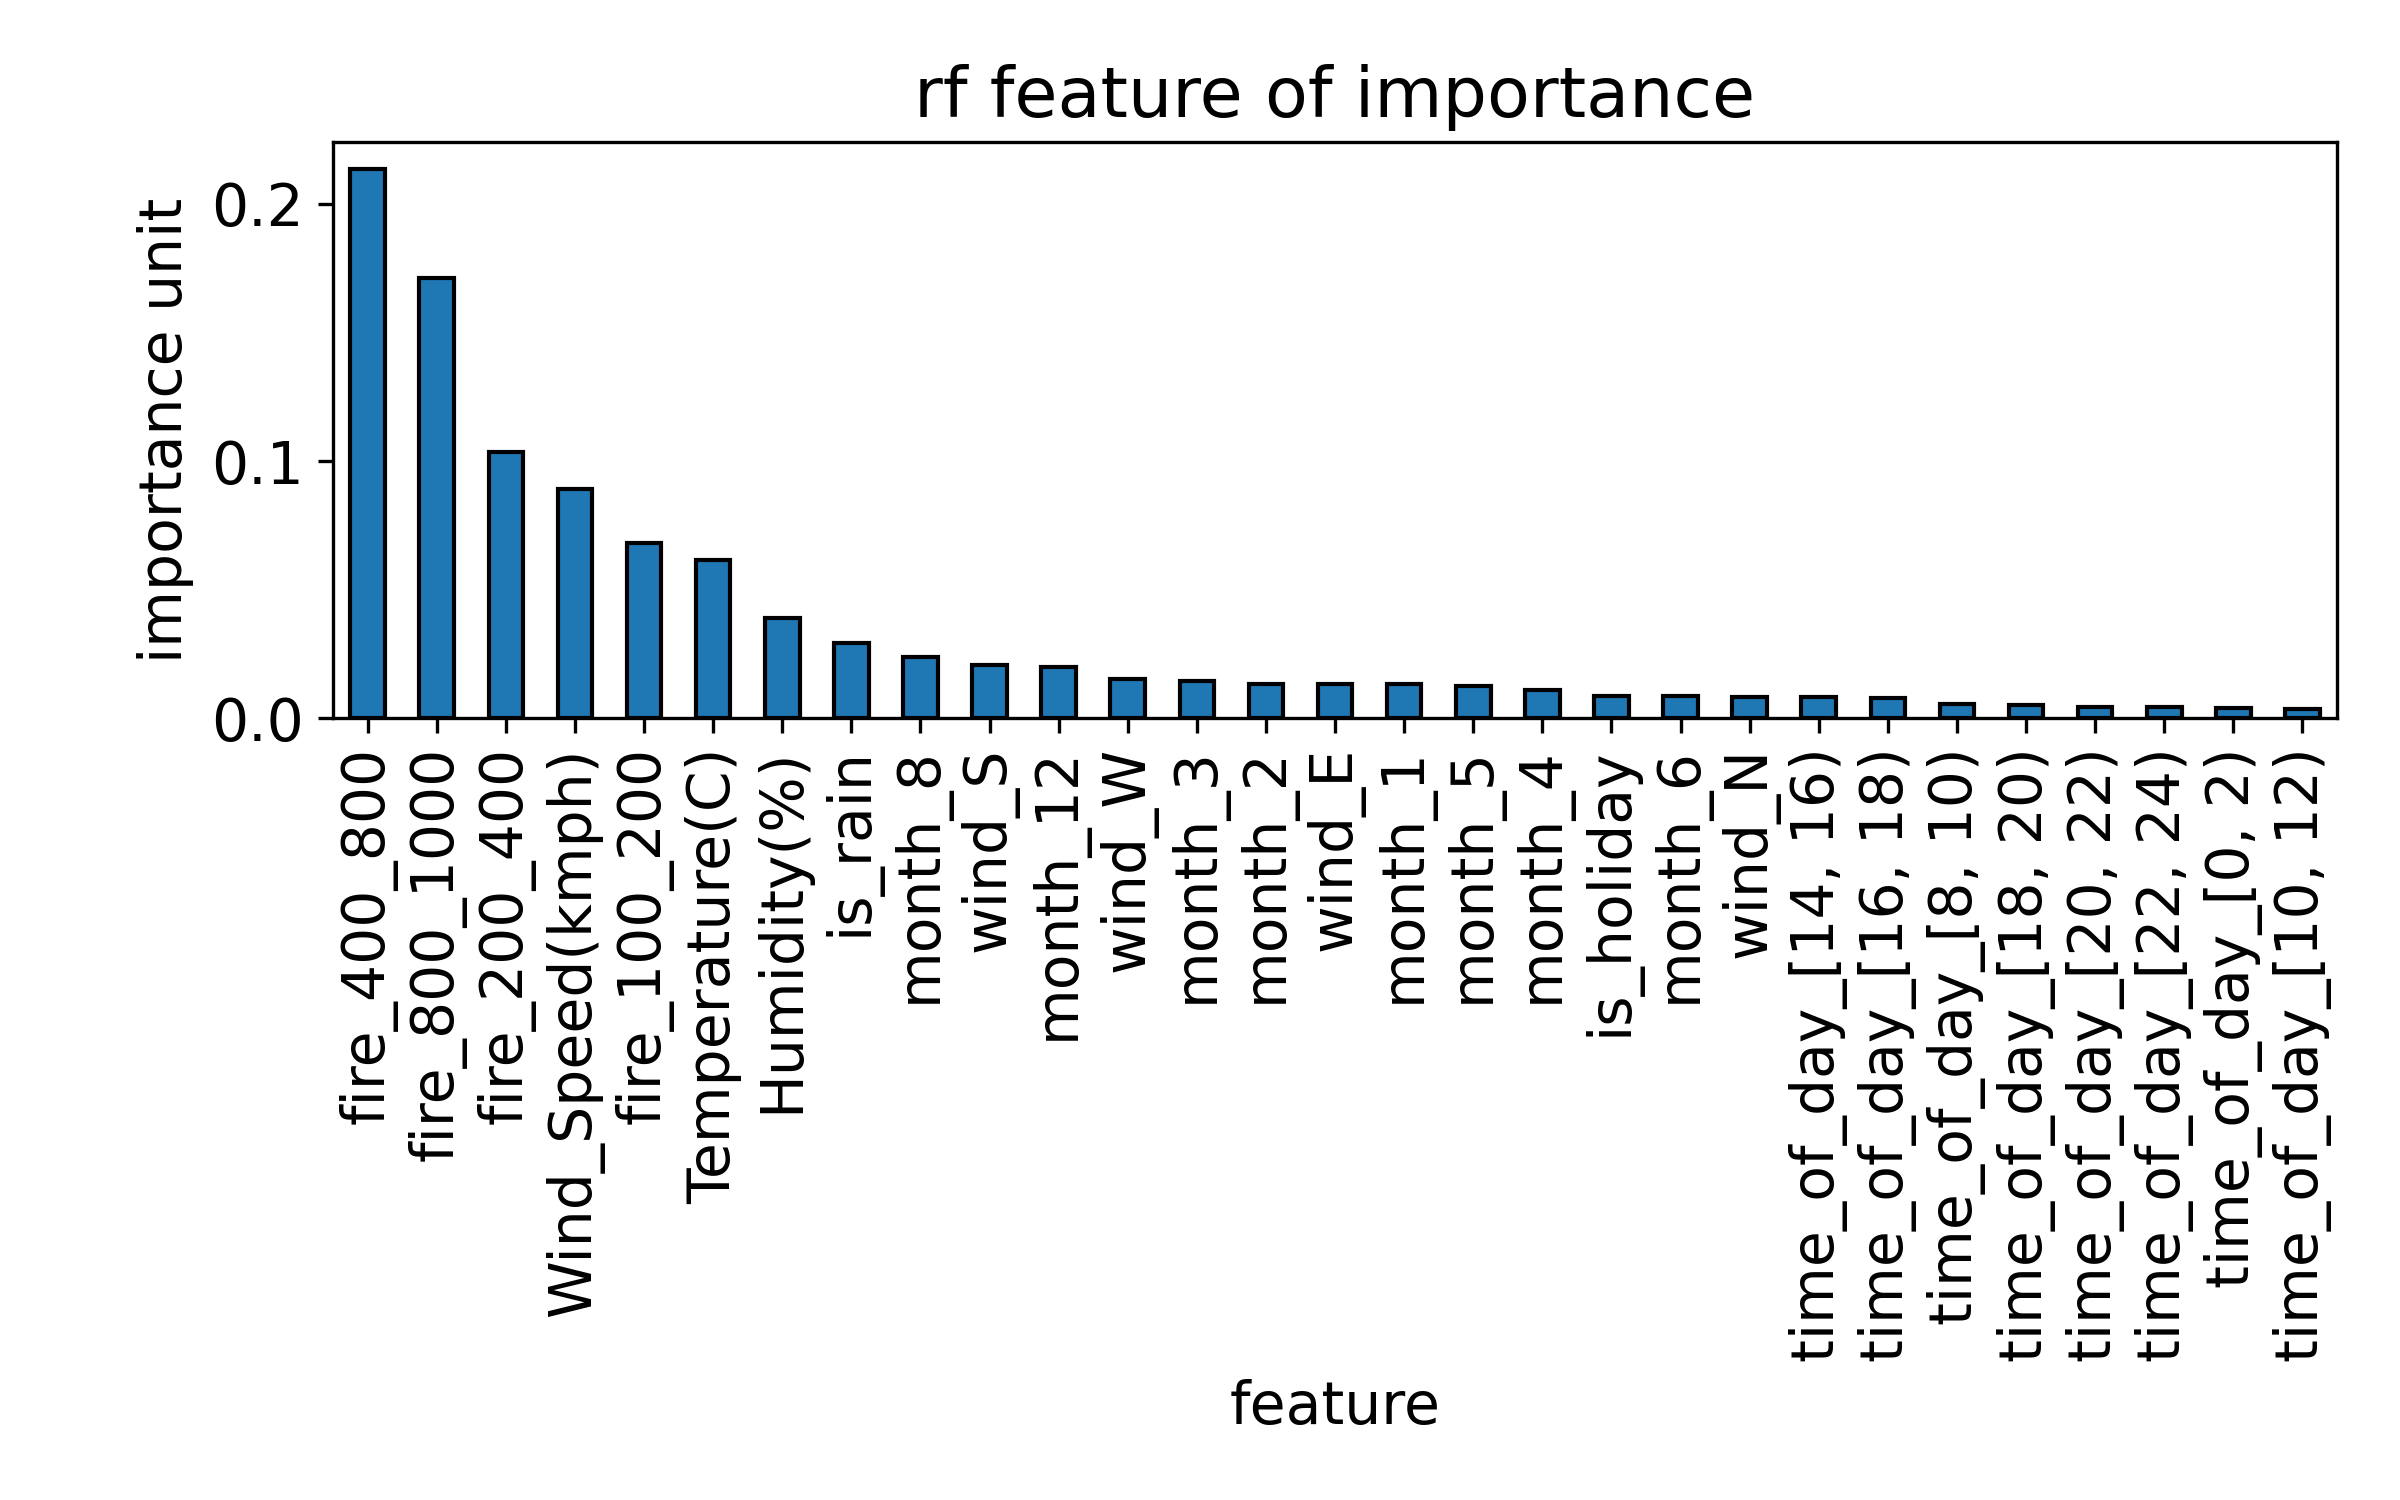 rf feature of importance
importance unit
0.2
0.1
0.0
fire_400_800
fire_800_1000
fire_200_400
Wind_Speed(kmph)
fire_100_200
Temperature(C)
Humidity(%)
is_rain
month_8
wind_S
month_12
wind_W
month_3
month_2
wind_E
month_1
month_5
month_4
is_holiday
month_6
wind_N
time_of_day_[14, 16)
time_of_day_[16, 18)
time_of_day_[8, 10)
time_of_day_[18, 20)
time_of_day_[20, 22)
time_of_day_[22, 24)
time_of_day_[0, 2)
time_of_day_[10, 12)
feature